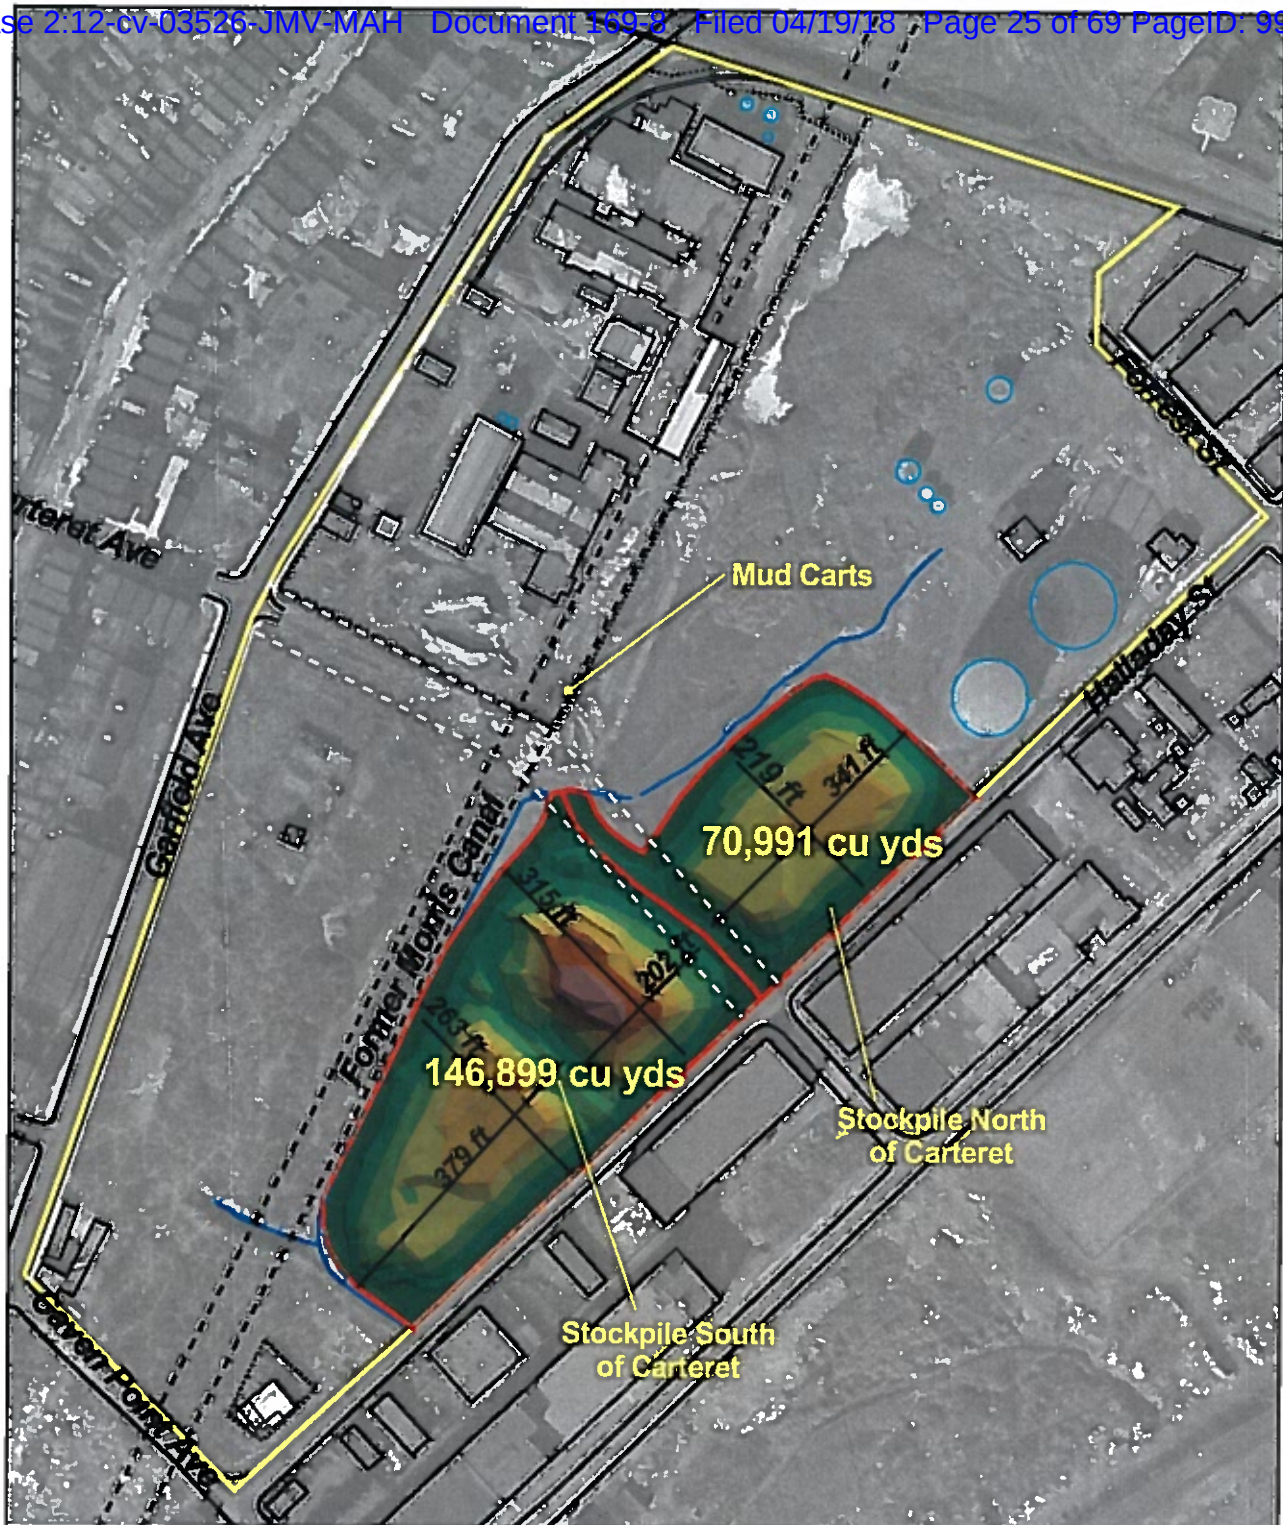 se 2:12-cv-03526-JMV-MAH Document 169-8 Filed 04/19/18 Page 25 of 69 PageID: 99
Forrest St
rteret Ave
Mud Carts
Halladay St
Garfield Ave
219 ft
341 ft
70,991 cu yds
Former Morris Canal
315 ft
202 ft
263 ft
146,899 cu yds
Stockpile North
of Carteret
379 ft
Stockpile South
of Carteret
Caven Point Ave